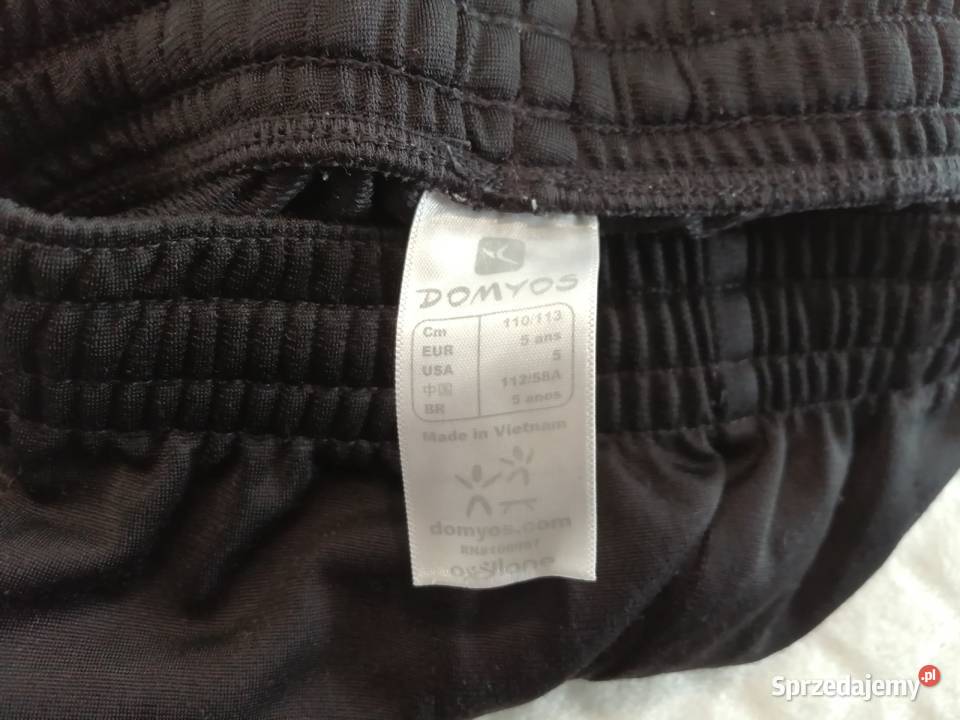 DOMYOS
Cm 110/113
EUR 5 ans
USA 5
中国 112/58A
BR 5 anos
Made in Vietnam
domyos.com
oxylane
Sprzedajemy.pl